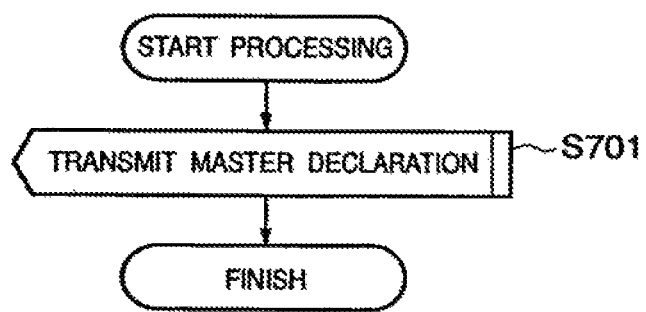 START PROCESSING
TRANSMIT MASTER DECLARATION
S701
FINISH